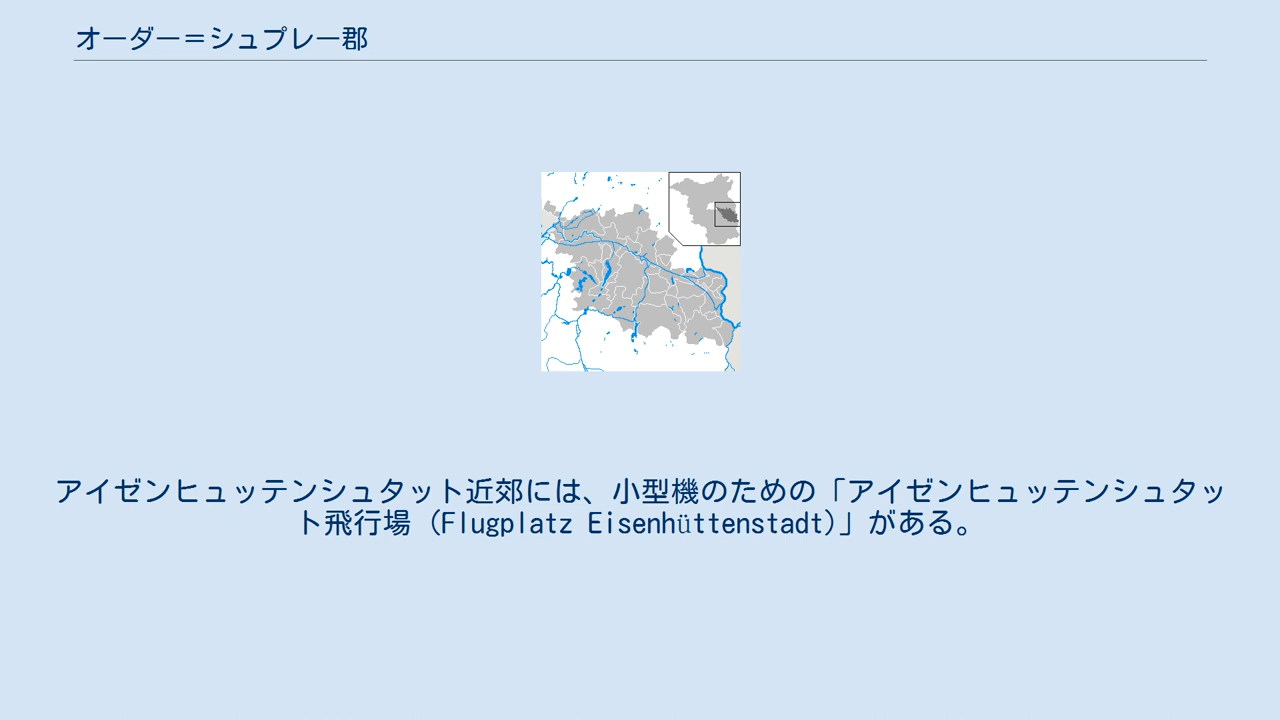 オーダー＝シュプレー郡
アイゼンヒュッテンシュタット近郊には、小型機のための「アイゼンヒュッテンシュタッ
ト飛行場（Flugplatz Eisenhüttenstadt)」がある。